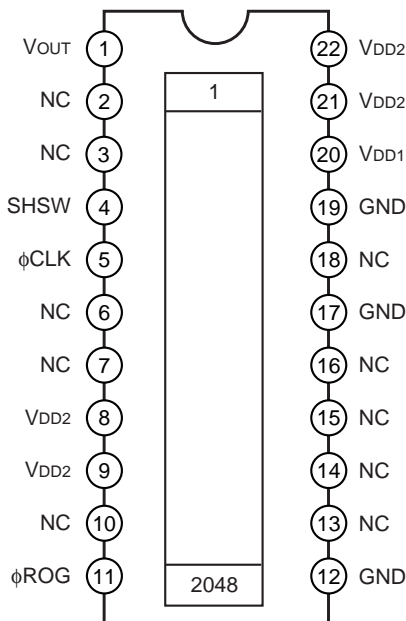 VOUT 1 22 VDD2
NC 2 1 21 VDD2
NC 3 20 VDD1
SHSW 4 19 GND
φCLK 5 18 NC
NC 6 17 GND
NC 7 16 NC
VDD2 8 15 NC
VDD2 9 14 NC
NC 10 13 NC
φROG 11 2048 12 GND